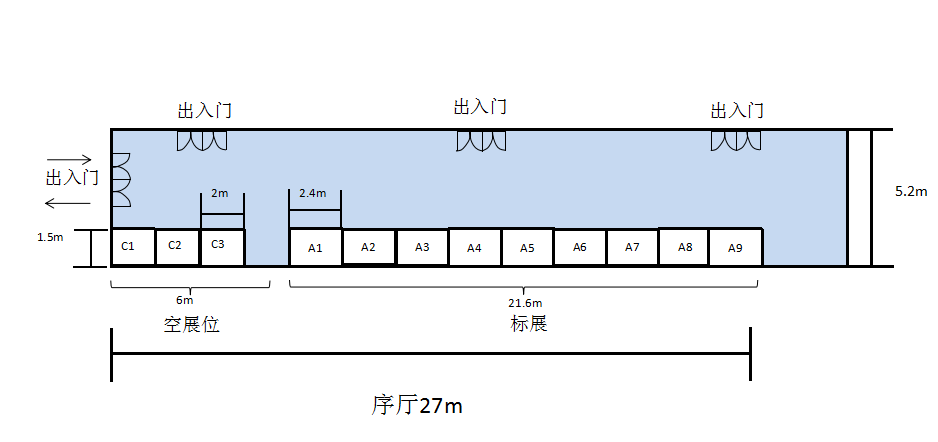 出入门
出入门
出入门
出入门
2m
2.4m
5.2m
1.5m
C1
C2
C3
A1
A2
A3
A4
A5
A6
A7
A8
A9
6m
21.6m
空展位
标展
序厅27m